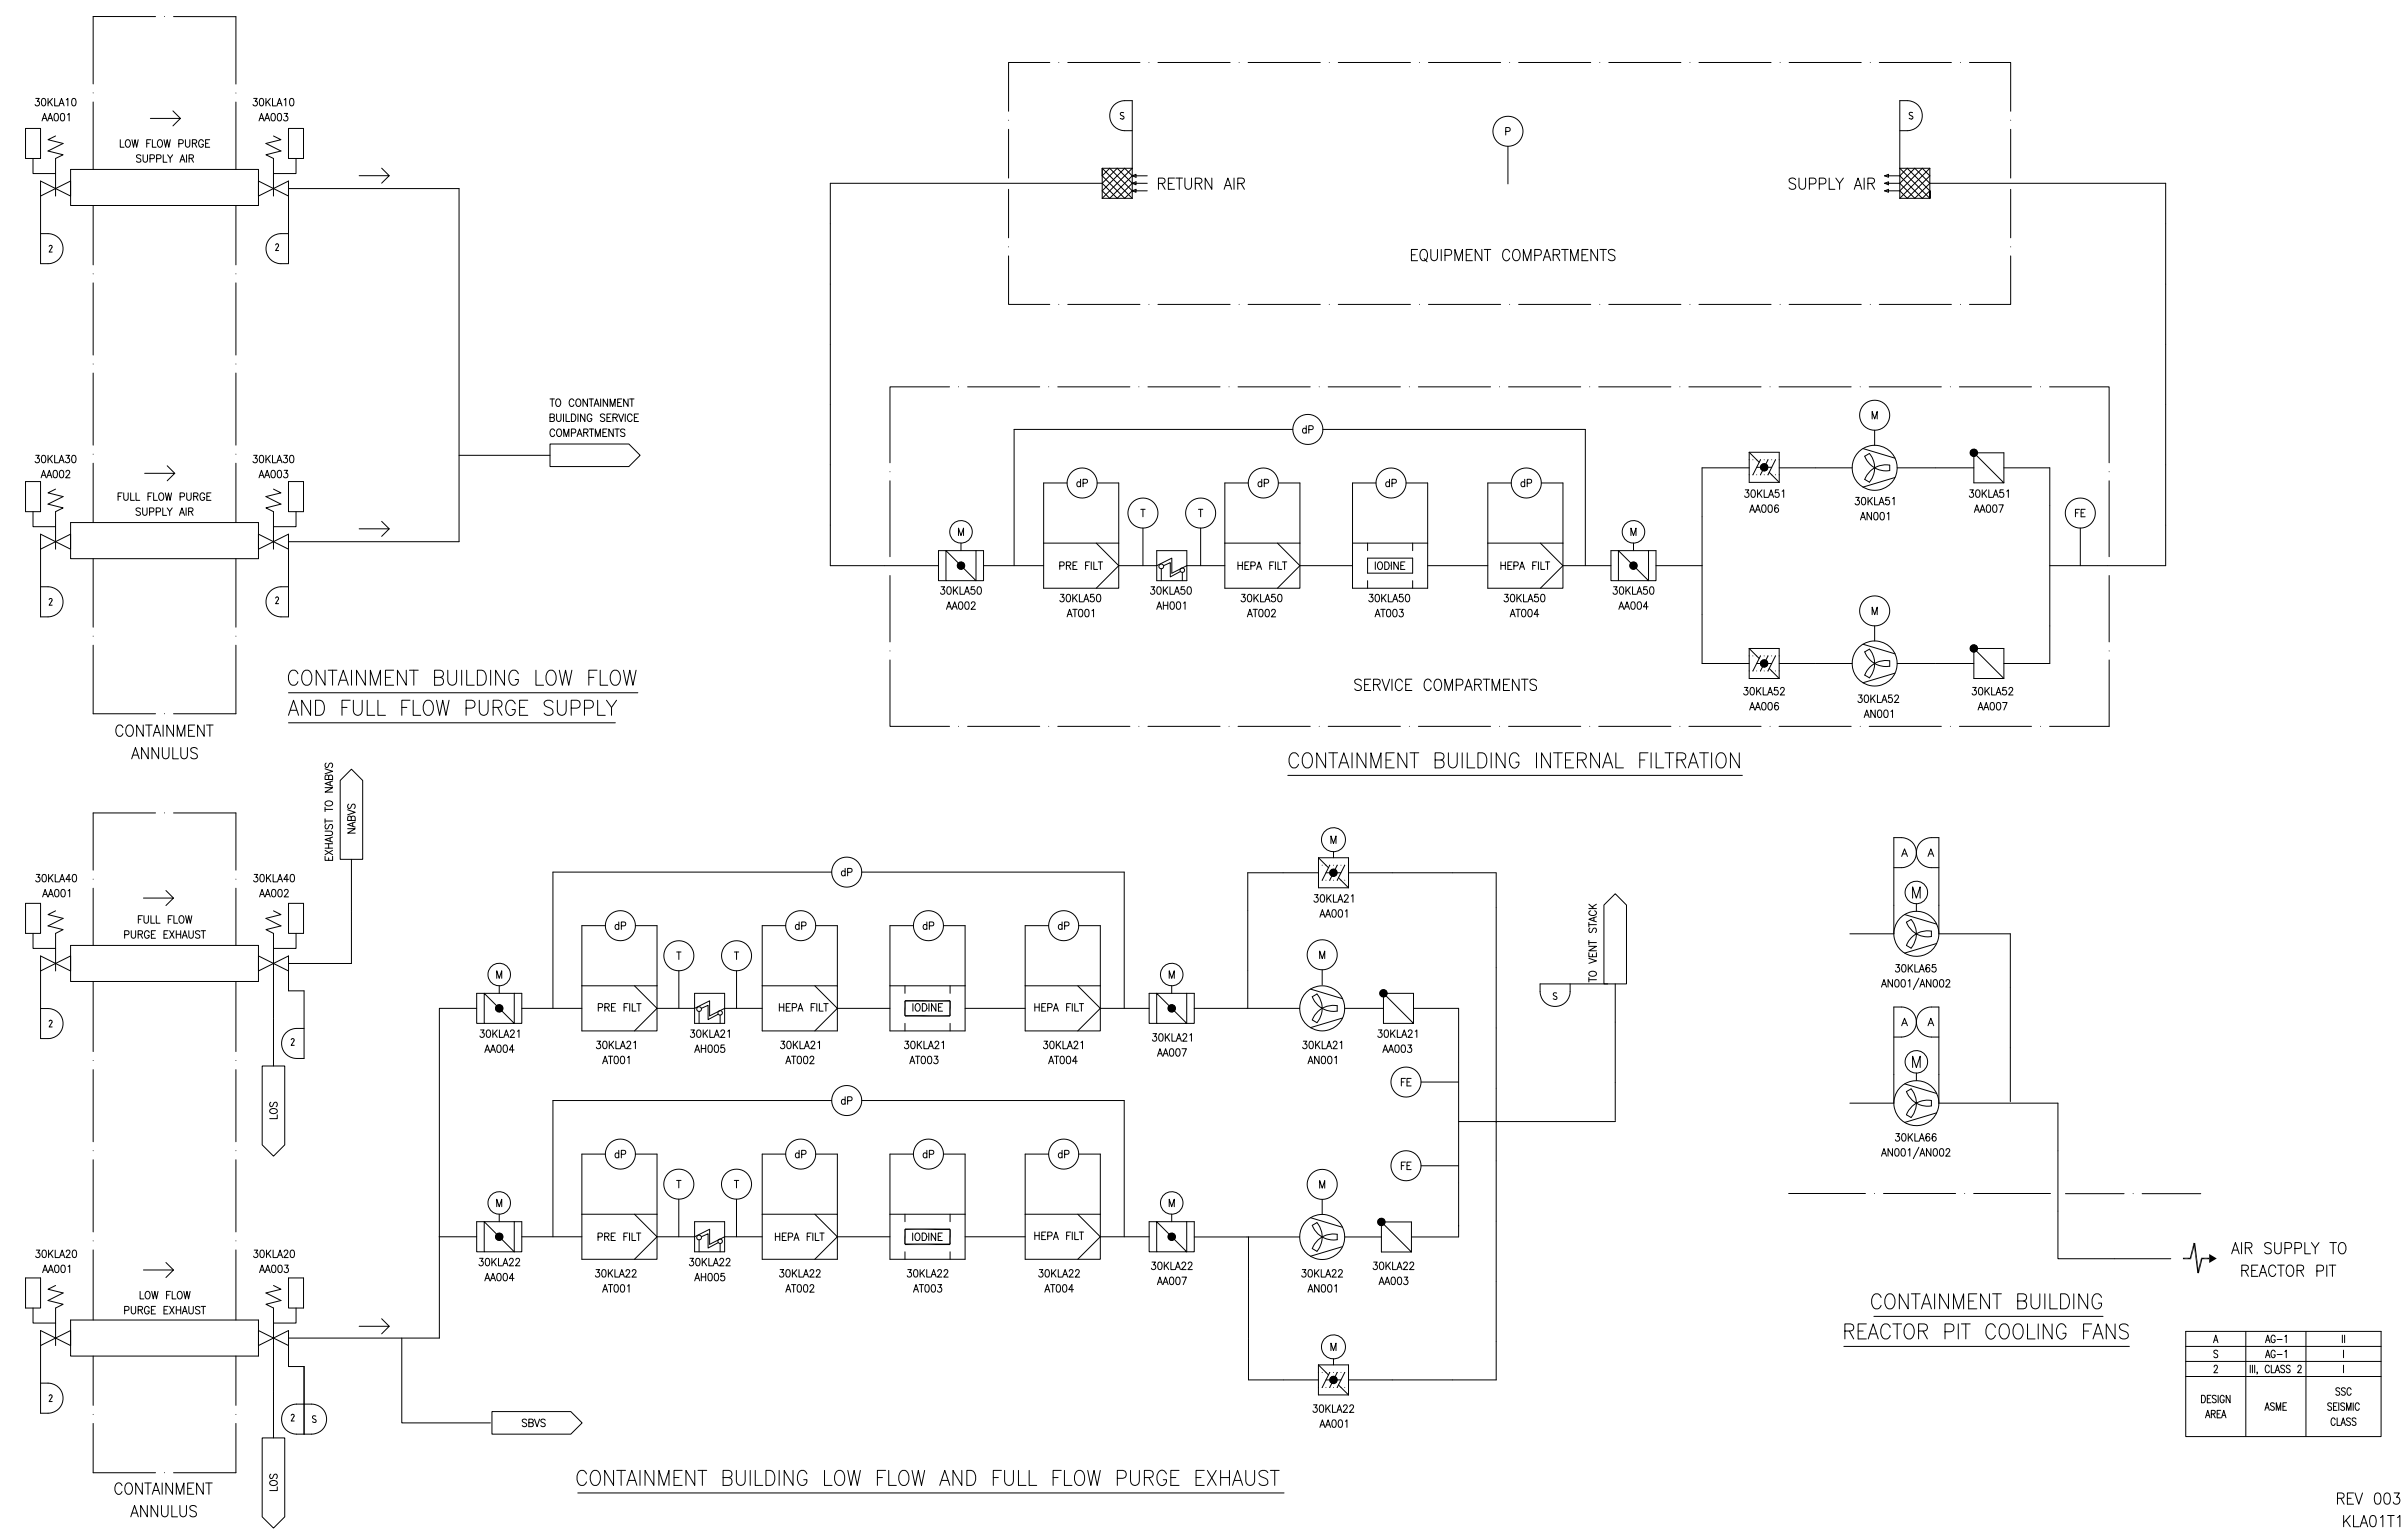 30KLA10
AA001
30KLA10
AA003
LOW FLOW PURGE
SUPPLY AIR
2
2
30KLA30
AA002
30KLA30
AA003
FULL FLOW PURGE
SUPPLY AIR
2
2
TO CONTAINMENT
BUILDING SERVICE
COMPARTMENTS
CONTAINMENT BUILDING LOW FLOW
AND FULL FLOW PURGE SUPPLY
CONTAINMENT
ANNULUS
S
P
S
RETURN AIR
SUPPLY AIR
EQUIPMENT COMPARTMENTS
dP
dP
T
T
dP
dP
dP
M
M
M
FE
PRE FILT
HEPA FILT
IODINE
HEPA FILT
30KLA50
AA002
30KLA50
AT001
30KLA50
AH001
30KLA50
AT002
30KLA50
AT003
30KLA50
AT004
30KLA50
AA004
30KLA51
AA006
30KLA51
AN001
30KLA51
AA007
M
30KLA52
AA006
30KLA52
AN001
30KLA52
AA007
SERVICE COMPARTMENTS
CONTAINMENT BUILDING INTERNAL FILTRATION
EXHAUST TO NABVS
NABVS
30KLA40
AA001
30KLA40
AA002
FULL FLOW
PURGE EXHAUST
2
2
LOS
30KLA20
AA001
30KLA20
AA003
LOW FLOW
PURGE EXHAUST
2
2
S
LOS
SBVS
CONTAINMENT
ANNULUS
dP
dP
T
T
dP
dP
dP
M
M
PRE FILT
HEPA FILT
IODINE
HEPA FILT
30KLA21
AA004
30KLA21
AT001
30KLA21
AH005
30KLA21
AT002
30KLA21
AT003
30KLA21
AT004
30KLA21
AA007
M
30KLA21
AA001
M
30KLA21
AN001
30KLA21
AA003
FE
FE
dP
dP
T
T
dP
dP
dP
M
M
PRE FILT
HEPA FILT
IODINE
HEPA FILT
30KLA22
AA004
30KLA22
AT001
30KLA22
AH005
30KLA22
AT002
30KLA22
AT003
30KLA22
AT004
30KLA22
AA007
M
30KLA22
AN001
30KLA22
AA003
M
30KLA22
AA001
TO VENT STACK
S
CONTAINMENT BUILDING LOW FLOW AND FULL FLOW PURGE EXHAUST
A
A
M
30KLA65
AN001/AN002
A
A
M
30KLA66
AN001/AN002
AIR SUPPLY TO
REACTOR PIT
CONTAINMENT BUILDING
REACTOR PIT COOLING FANS
A AG-1 II
S AG-1 I
2 III, CLASS 2 I
DESIGN
AREA
ASME
SSC
SEISMIC
CLASS
REV 003
KLA01T1